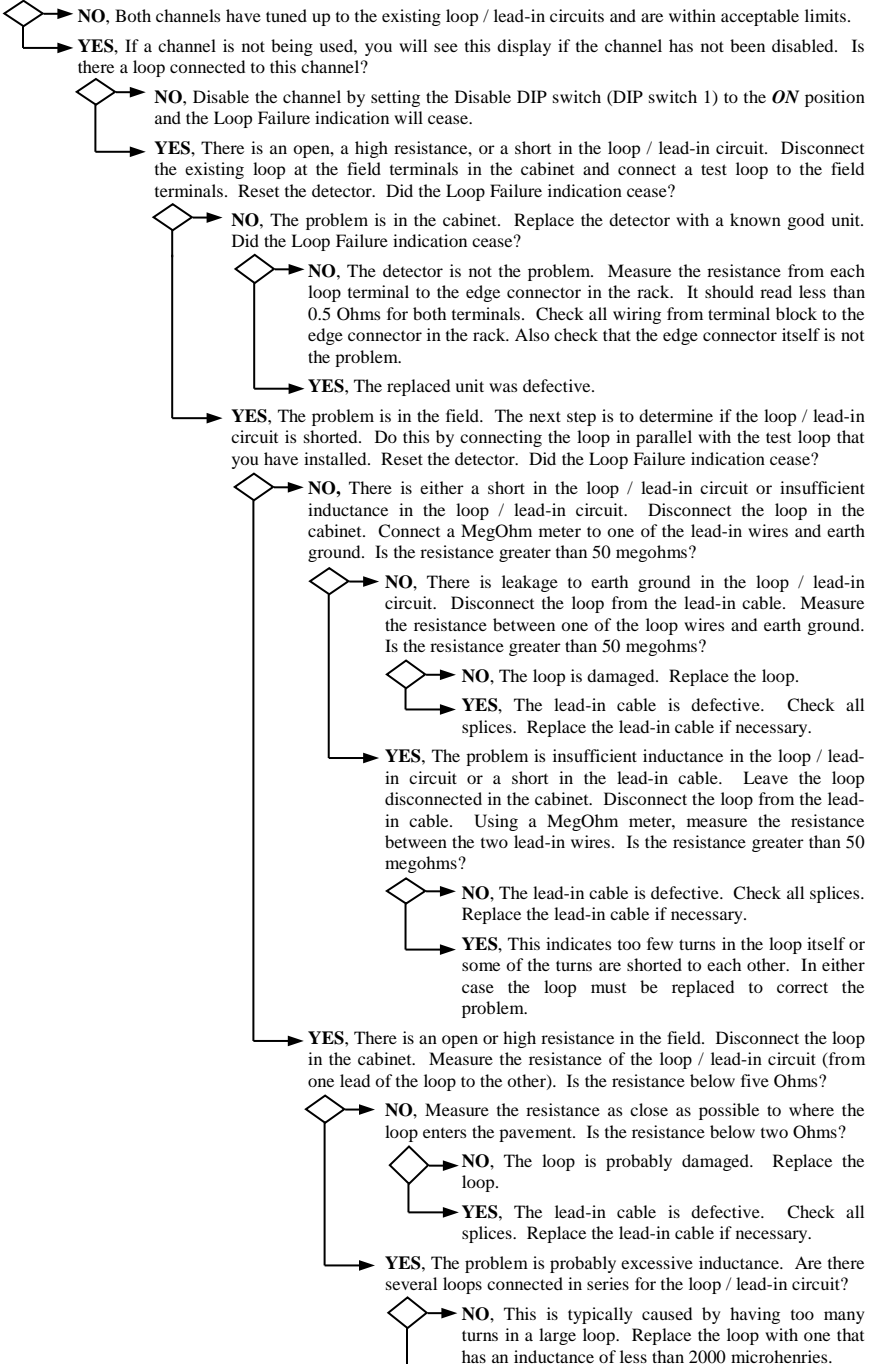 NO, Both channels have tuned up to the existing loop / lead-in circuits and are within acceptable limits.
YES, If a channel is not being used, you will see this display if the channel has not been disabled. Is
there a loop connected to this channel?
NO, Disable the channel by setting the Disable DIP switch (DIP switch 1) to the ON position
and the Loop Failure indication will cease.
YES, There is an open, a high resistance, or a short in the loop / lead-in circuit. Disconnect
the existing loop at the field terminals in the cabinet and connect a test loop to the field
terminals. Reset the detector. Did the Loop Failure indication cease?
NO, The problem is in the cabinet. Replace the detector with a known good unit.
Did the Loop Failure indication cease?
NO, The detector is not the problem. Measure the resistance from each
loop terminal to the edge connector in the rack. It should read less than
0.5 Ohms for both terminals. Check all wiring from terminal block to the
edge connector in the rack. Also check that the edge connector itself is not
the problem.
YES, The replaced unit was defective.
YES, The problem is in the field. The next step is to determine if the loop / lead-in
circuit is shorted. Do this by connecting the loop in parallel with the test loop that
you have installed. Reset the detector. Did the Loop Failure indication cease?
NO, There is either a short in the loop / lead-in circuit or insufficient
inductance in the loop / lead-in circuit. Disconnect the loop in the
cabinet. Connect a MegOhm meter to one of the lead-in wires and earth
ground. Is the resistance greater than 50 megohms?
NO, There is leakage to earth ground in the loop / lead-in
circuit. Disconnect the loop from the lead-in cable. Measure
the resistance between one of the loop wires and earth ground.
Is the resistance greater than 50 megohms?
NO, The loop is damaged. Replace the loop.
YES, The lead-in cable is defective. Check all
splices. Replace the lead-in cable if necessary.
YES, The problem is insufficient inductance in the loop / lead-
in circuit or a short in the lead-in cable. Leave the loop
disconnected in the cabinet. Disconnect the loop from the lead-
in cable. Using a MegOhm meter, measure the resistance
between the two lead-in wires. Is the resistance greater than 50
megohms?
NO, The lead-in cable is defective. Check all splices.
Replace the lead-in cable if necessary.
YES, This indicates too few turns in the loop itself or
some of the turns are shorted to each other. In either
case the loop must be replaced to correct the
problem.
YES, There is an open or high resistance in the field. Disconnect the loop
in the cabinet. Measure the resistance of the loop / lead-in circuit (from
one lead of the loop to the other). Is the resistance below five Ohms?
NO, Measure the resistance as close as possible to where the
loop enters the pavement. Is the resistance below two Ohms?
NO, The loop is probably damaged. Replace the
loop.
YES, The lead-in cable is defective. Check all
splices. Replace the lead-in cable if necessary.
YES, The problem is probably excessive inductance. Are there
several loops connected in series for the loop / lead-in circuit?
NO, This is typically caused by having too many
turns in a large loop. Replace the loop with one that
has an inductance of less than 2000 microhenries.